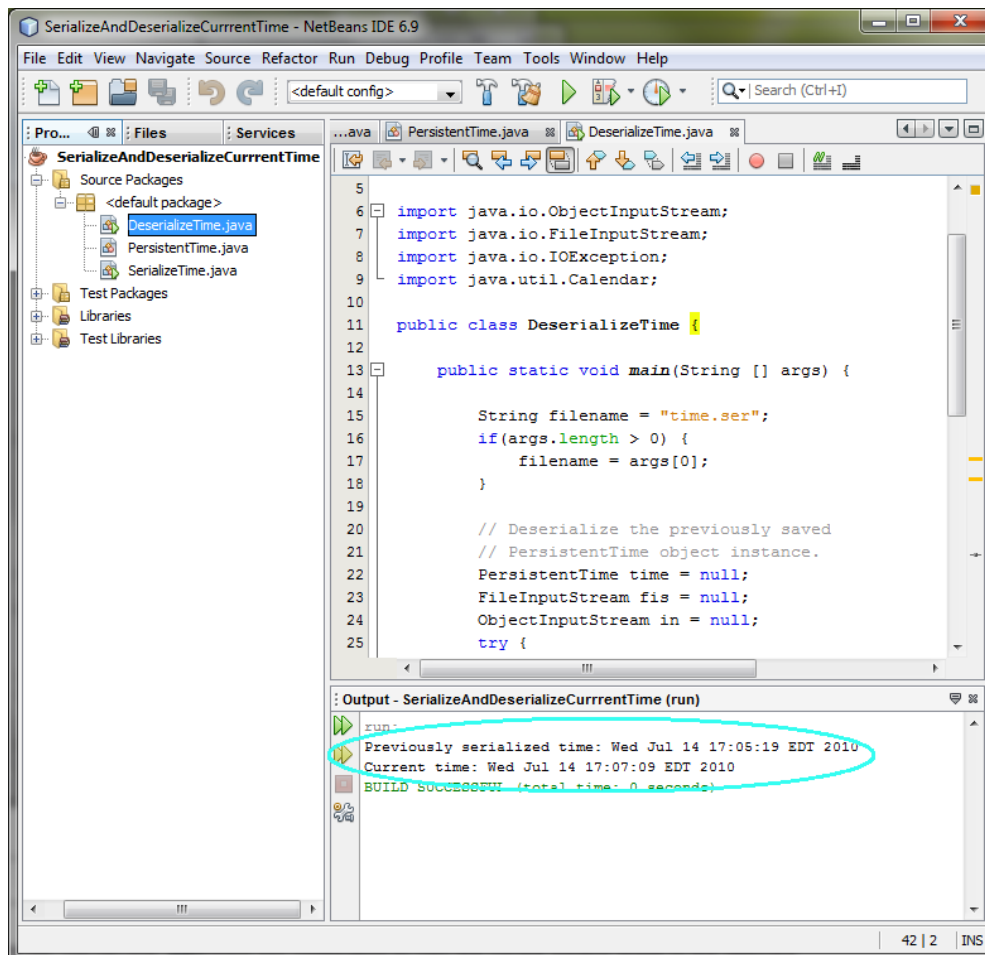 SerializeAndDeserializeCurrrentTime - NetBeans IDE 6.9
File Edit View Navigate Source Refactor Run Debug Profile Team Tools Window Help
<default config> Search (Ctrl+I)
Pro... Files Services
SerializeAndDeserializeCurrrentTime
Source Packages
<default package>
DeserializeTime.java
PersistentTime.java
SerializeTime.java
Test Packages
Libraries
Test Libraries
...ava PersistentTime.java DeserializeTime.java
5
6 import java.io.ObjectInputStream;
7 import java.io.FileInputStream;
8 import java.io.IOException;
9 import java.util.Calendar;
10
11 public class DeserializeTime {
12
13 public static void main(String [] args) {
14
15 String filename = "time.ser";
16 if(args.length > 0) {
17 filename = args[0];
18 }
19
20 // Deserialize the previously saved
21 // PersistentTime object instance.
22 PersistentTime time = null;
23 FileInputStream fis = null;
24 ObjectInputStream in = null;
25 try {
Output - SerializeAndDeserializeCurrrentTime (run)
run:
Previously serialized time: Wed Jul 14 17:05:19 EDT 2010
Current time: Wed Jul 14 17:07:09 EDT 2010
BUILD SUCCESSFUL (total time: 0 seconds)
42 | 2 INS